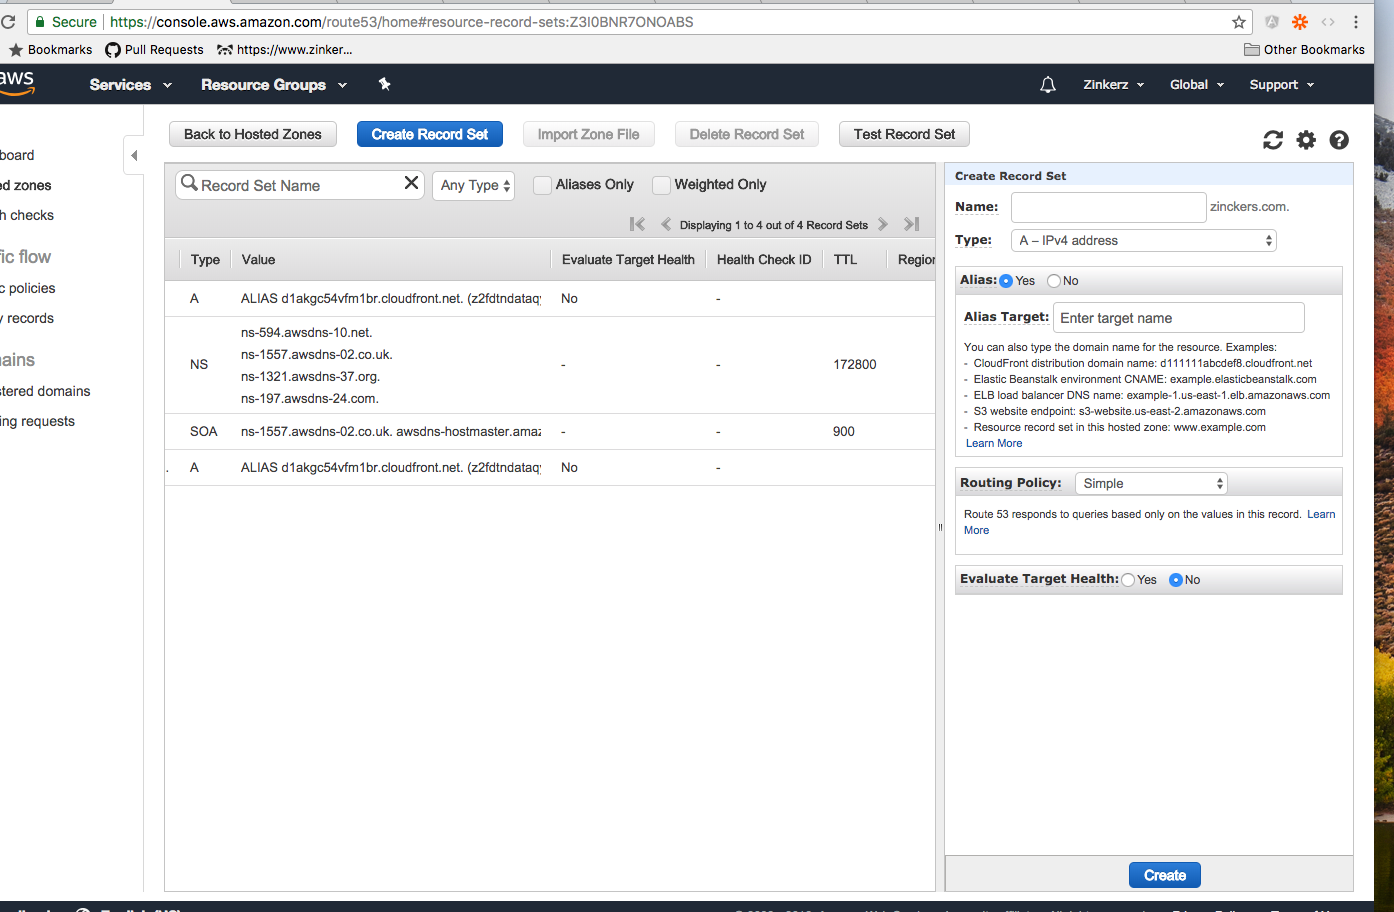 Secure https://console.aws.amazon.com/route53/home#resource-record-sets:Z3I0BNR7ONOABS
Bookmarks Pull Requests https://www.zinker... Other Bookmarks
aws Services Resource Groups Zinkerz Global Support
Back to Hosted Zones Create Record Set Import Zone File Delete Record Set Test Record Set
board
ed zones
h checks
fic flow
c policies
y records
ains
stered domains
ing requests
Record Set Name Any Type Aliases Only Weighted Only
Displaying 1 to 4 out of 4 Record Sets
Type Value Evaluate Target Health Health Check ID TTL Region
A ALIAS d1akgc54vfm1br.cloudfront.net. (z2fdtndataqy No -
ns-594.awsdns-10.net.
ns-1557.awsdns-02.co.uk.
NS - - 172800
ns-1321.awsdns-37.org.
ns-197.awsdns-24.com.
SOA ns-1557.awsdns-02.co.uk. awsdns-hostmaster.amaz - - 900
. A ALIAS d1akgc54vfm1br.cloudfront.net. (z2fdtndataqy No -
Create Record Set
Name: zinckers.com.
Type: A – IPv4 address
Alias: Yes No
Alias Target: Enter target name
You can also type the domain name for the resource. Examples:
- CloudFront distribution domain name: d111111abcdef8.cloudfront.net
- Elastic Beanstalk environment CNAME: example.elasticbeanstalk.com
- ELB load balancer DNS name: example-1.us-east-1.elb.amazonaws.com
- S3 website endpoint: s3-website.us-east-2.amazonaws.com
- Resource record set in this hosted zone: www.example.com
Learn More
Routing Policy: Simple
Route 53 responds to queries based only on the values in this record. Learn
More
Evaluate Target Health: Yes No
Create